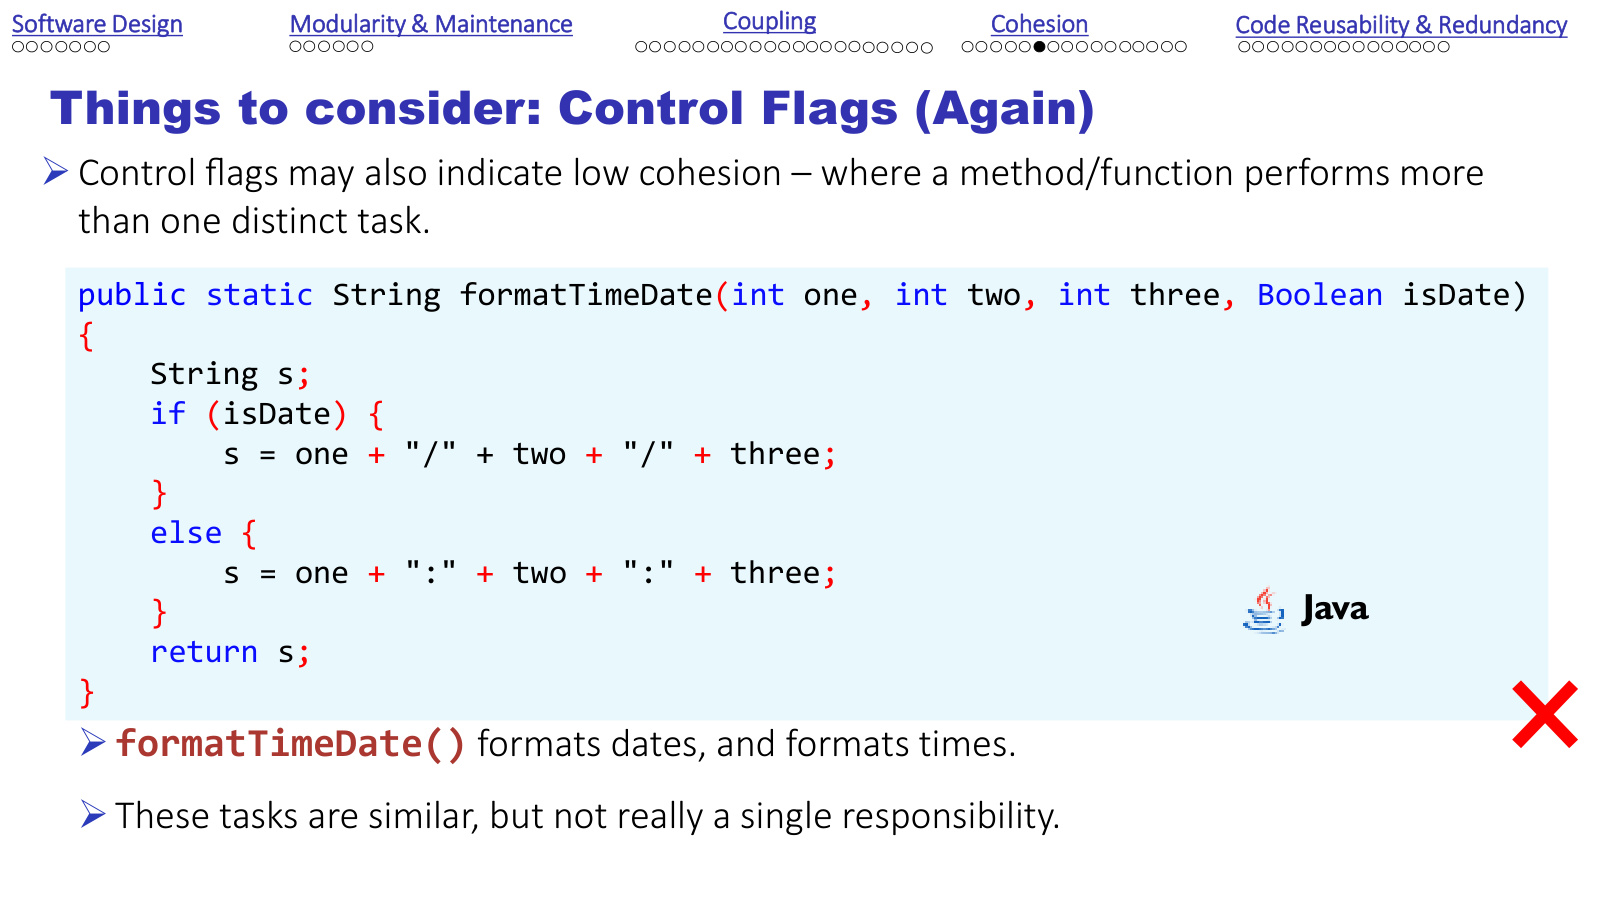 Software Design
Modularity & Maintenance
Coupling
Cohesion
Code Reusability & Redundancy
Things to consider: Control Flags (Again)
Control flags may also indicate low cohesion – where a method/function performs more
than one distinct task.
public static String formatTimeDate(int one, int two, int three, Boolean isDate)
{
    String s;
    if (isDate) {
        s = one + "/" + two + "/" + three;
    }
    else {
        s = one + ":" + two + ":" + three;
    }
    return s;
}
Java
formatTimeDate() formats dates, and formats times.
These tasks are similar, but not really a single responsibility.